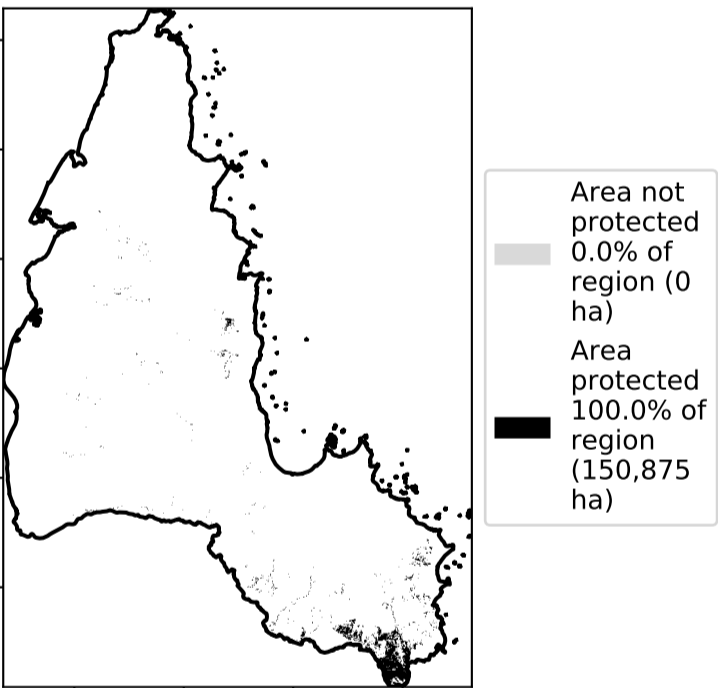 Area not
protected
0.0% of
region (0
ha)
Area
protected
100.0% of
region
(150,875
ha)